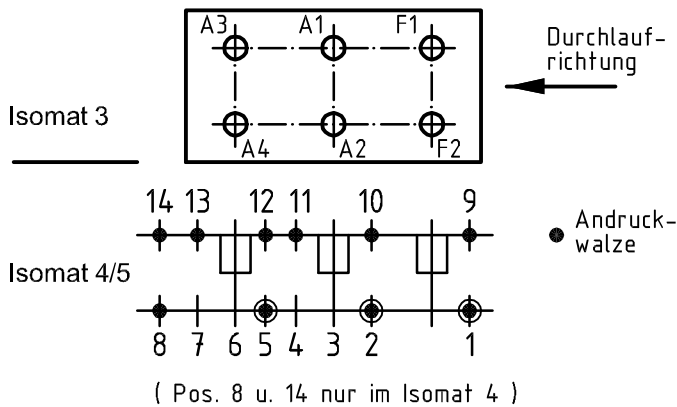 A3 A1 F1
Durchlauf-
richtung
Isomat 3
A4 A2 F2
14 13 12 11 10 9
Andruck-
walze
Isomat 4/5
8 7 6 5 4 3 2 1
( Pos. 8 u. 14 nur im Isomat 4 )